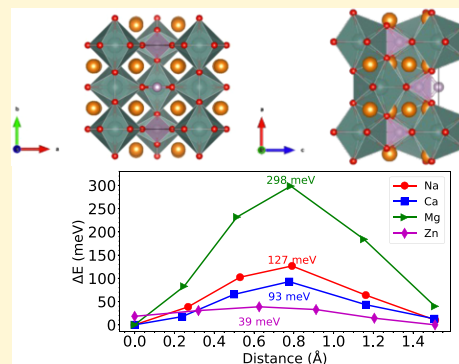 b
a
a
c
298 meV
127 meV
93 meV
39 meV
Na
Ca
Mg
Zn
ΔE (meV)
300
250
200
150
100
50
0
0.0 0.2 0.4 0.6 0.8 1.0 1.2 1.4
Distance (Å)